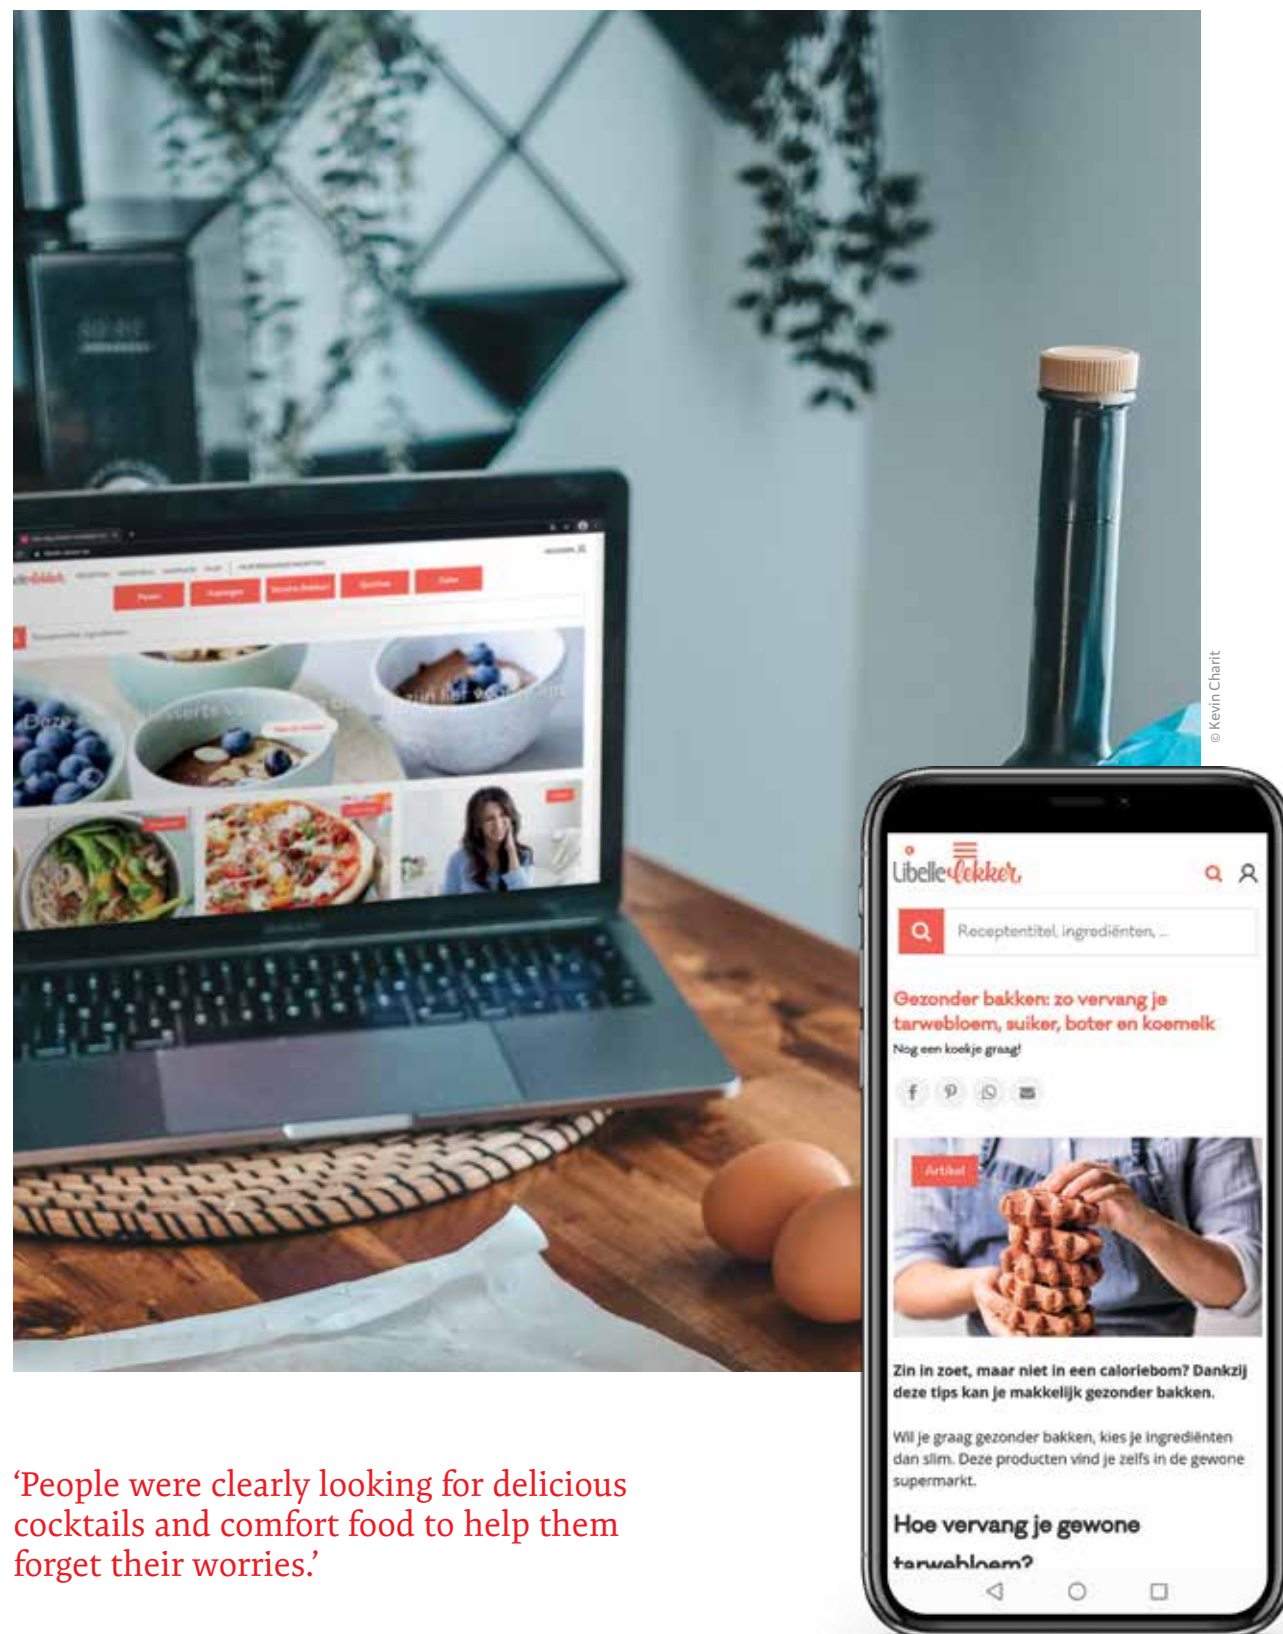 Pasen
Asperges
Deze
zijn
© Kevin Charit
Libelle Lekker
Receptentitel, ingrediënten, ...
Gezonder bakken: zo vervang je
tarwebloem, suiker, boter en koemelk
Nog een koekje graag!
Artikel
Zin in zoet, maar niet in een caloriebom? Dankzij
deze tips kan je makkelijk gezonder bakken.
Wil je graag gezonder bakken, kies je ingrediënten
dan slim. Deze producten vind je zelfs in de gewone
supermarkt.
Hoe vervang je gewone
tarwebloem?
‘People were clearly looking for delicious
cocktails and comfort food to help them
forget their worries.’